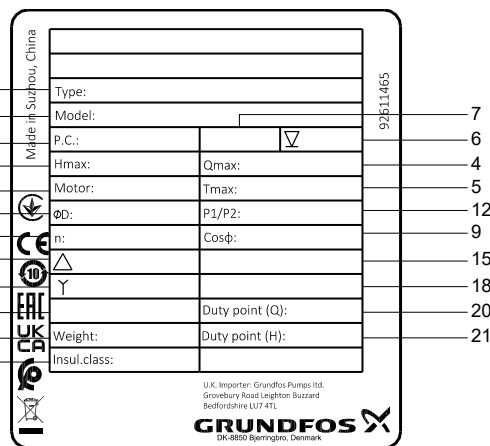 Made in Suzhou, China
92611465
Type:
Model:
7
P.C.:
6
Hmax:
Qmax:
4
Motor:
Tmax:
5
ΦD:
P1/P2:
12
n:
Cosϕ:
9
15
18
Duty point (Q):
20
Weight:
Duty point (H):
21
Insul.class:
CE
10
EAC
UK
CA
U.K. Importer: Grundfos Pumps ltd.
Grovebury Road Leighton Buzzard
Bedfordshire LU7 4TL
GRUNDFOS
DK-8850 Bjerringbro, Denmark